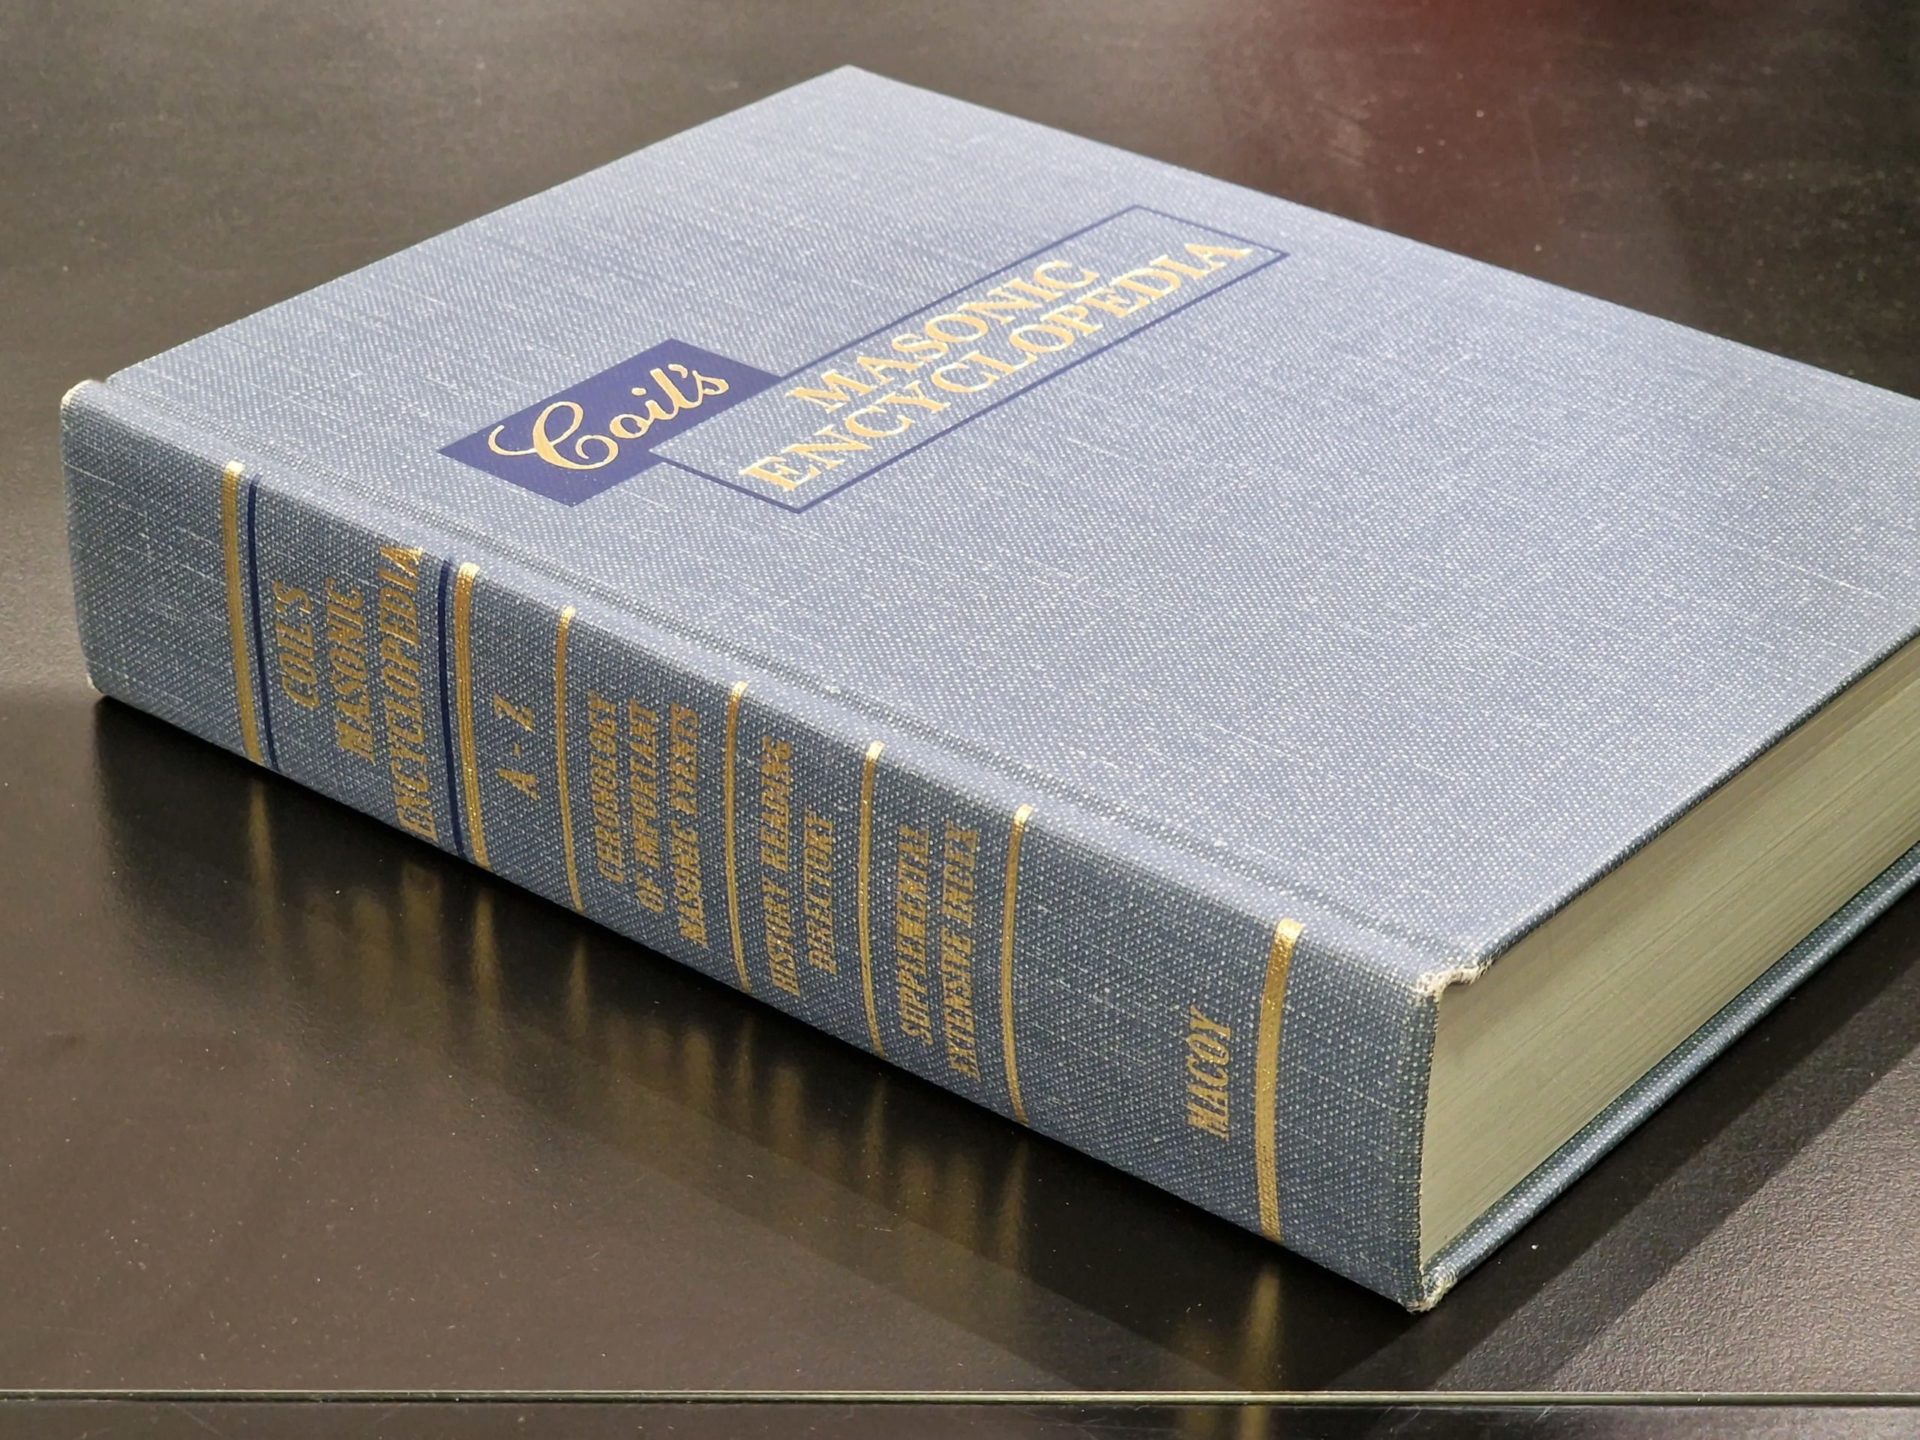 Coil's
MASONIC
ENCYCLOPEDIA
COIL'S
MASONIC
ENCYCLOPEDIA
A-Z
CHRONOLOGY
OF IMPORTANT
MASONIC EVENTS
HISTORY READING
DIRECTORY
SUPPLEMENTAL
EXTENSIVE INDEX
MACOY